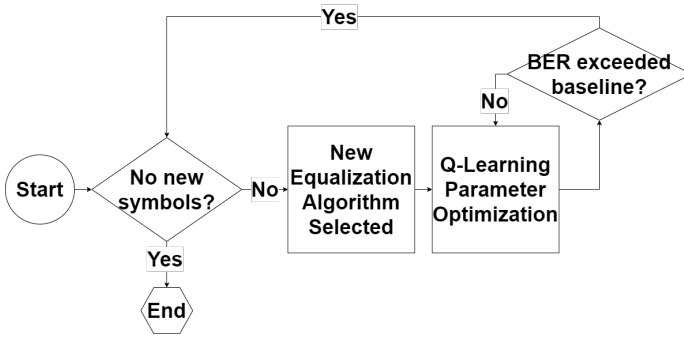 Yes
BER exceeded
baseline?
No
Start
No new
symbols?
No
New
Equalization
Algorithm
Selected
Q-Learning
Parameter
Optimization
Yes
End